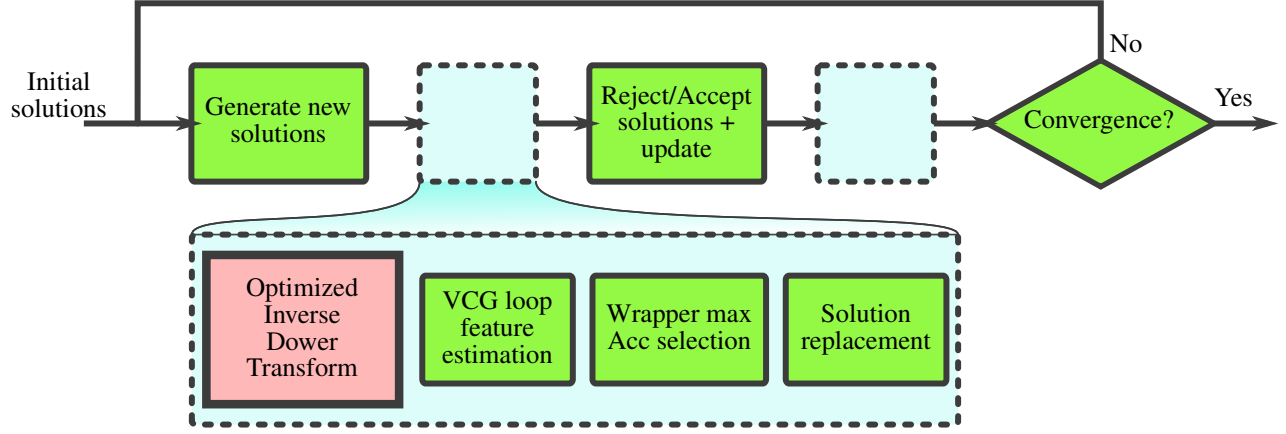 No
Initial
solutions
Generate new
solutions
Reject/Accept
solutions +
update
Convergence?
Yes
Optimized
Inverse
Dower
Transform
VCG loop
feature
estimation
Wrapper max
Acc selection
Solution
replacement